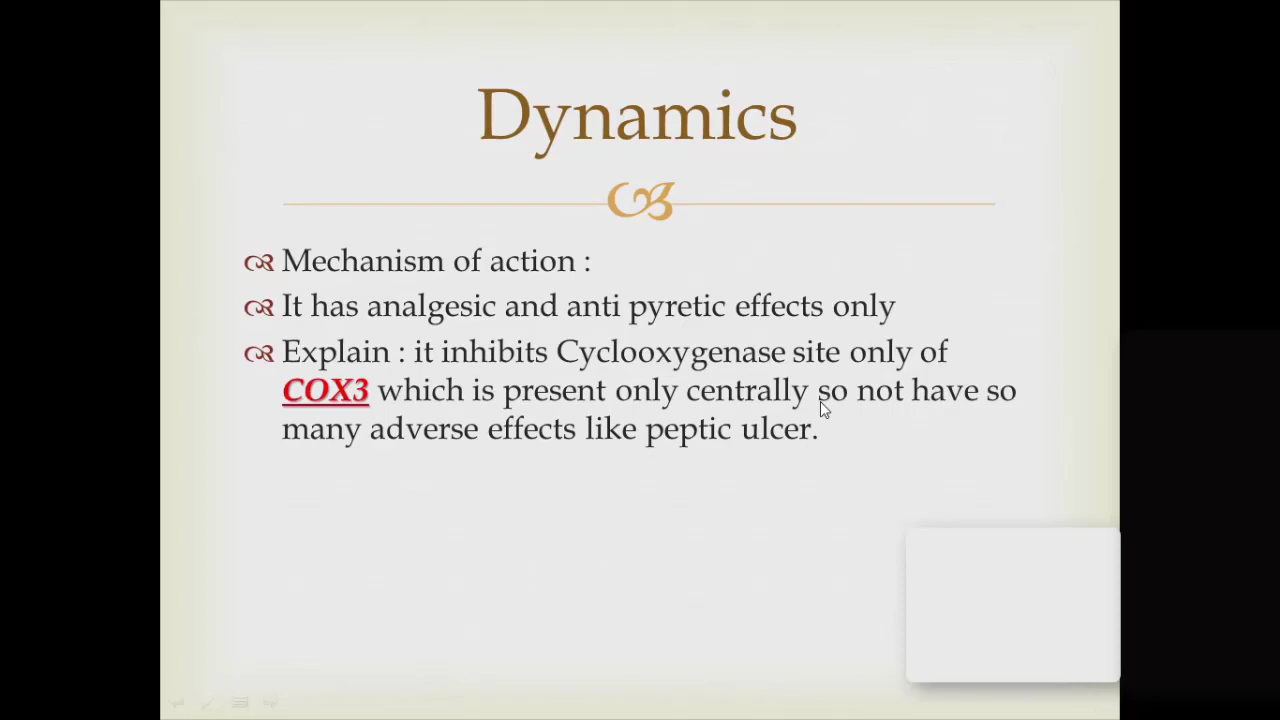 Dynamics
Mechanism of action :
It has analgesic and anti pyretic effects only
Explain : it inhibits Cyclooxygenase site only of
COX3 which is present only centrally so not have so
many adverse effects like peptic ulcer.